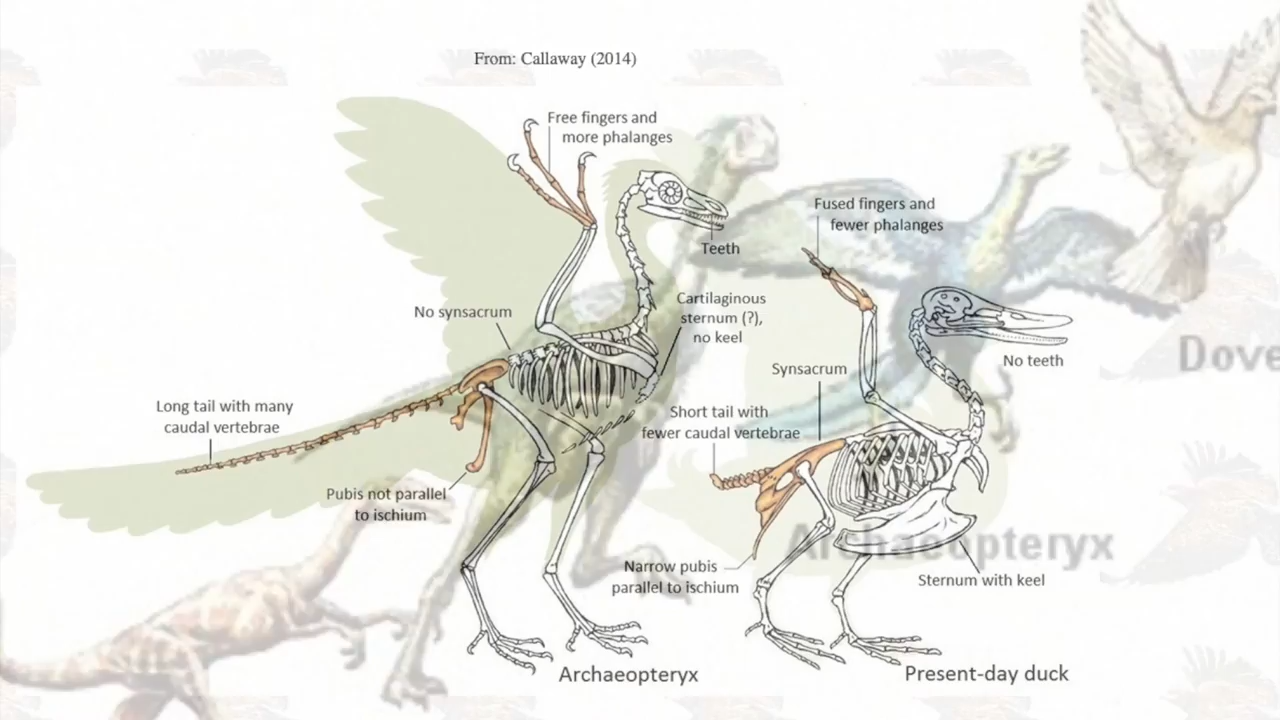 From: Callaway (2014)
Free fingers and
more phalanges
Teeth
Cartilaginous
sternum (?),
no keel
No synsacrum
Long tail with many
caudal vertebrae
Pubis not parallel
to ischium
Archaeopteryx
Fused fingers and
fewer phalanges
No teeth
Synsacrum
Short tail with
fewer caudal vertebrae
Narrow pubis
parallel to ischium
Sternum with keel
Present-day duck
Dove
Archaeopteryx